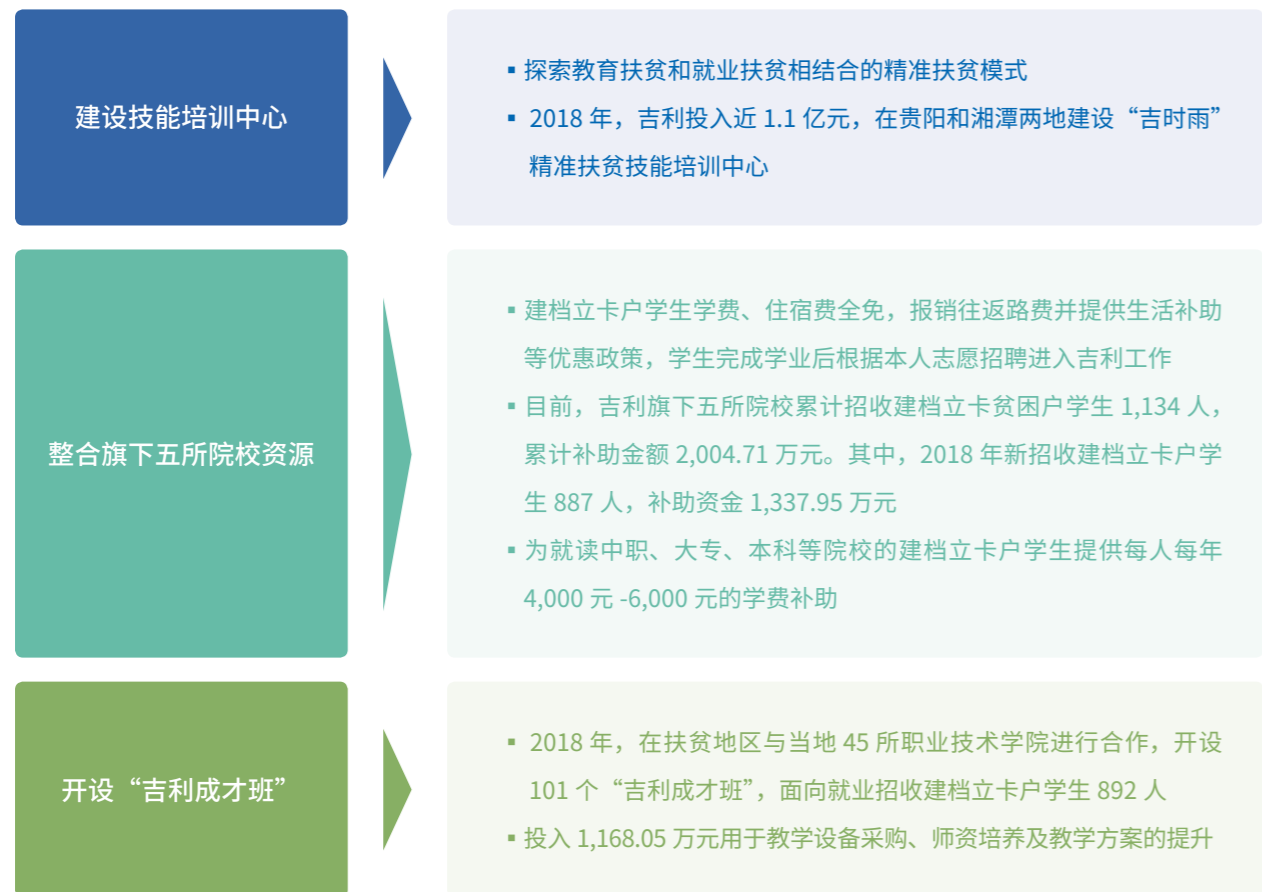 建设技能培训中心
▪ 探索教育扶贫和就业扶贫相结合的精准扶贫模式
▪ 2018 年，吉利投入近 1.1 亿元，在贵阳和湘潭两地建设“吉时雨”
精准扶贫技能培训中心
整合旗下五所院校资源
▪ 建档立卡户学生学费、住宿费全免，报销往返路费并提供生活补助
等优惠政策，学生完成学业后根据本人志愿招聘进入吉利工作
▪ 目前，吉利旗下五所院校累计招收建档立卡贫困户学生 1,134 人，
累计补助金额 2,004.71 万元。其中，2018 年新招收建档立卡户学
生 887 人，补助资金 1,337.95 万元
▪ 为就读中职、大专、本科等院校的建档立卡户学生提供每人每年
4,000 元 -6,000 元的学费补助
开设“吉利成才班”
▪ 2018 年，在扶贫地区与当地 45 所职业技术学院进行合作，开设
101 个“吉利成才班”，面向就业招收建档立卡户学生 892 人
▪ 投入 1,168.05 万元用于教学设备采购、师资培养及教学方案的提升